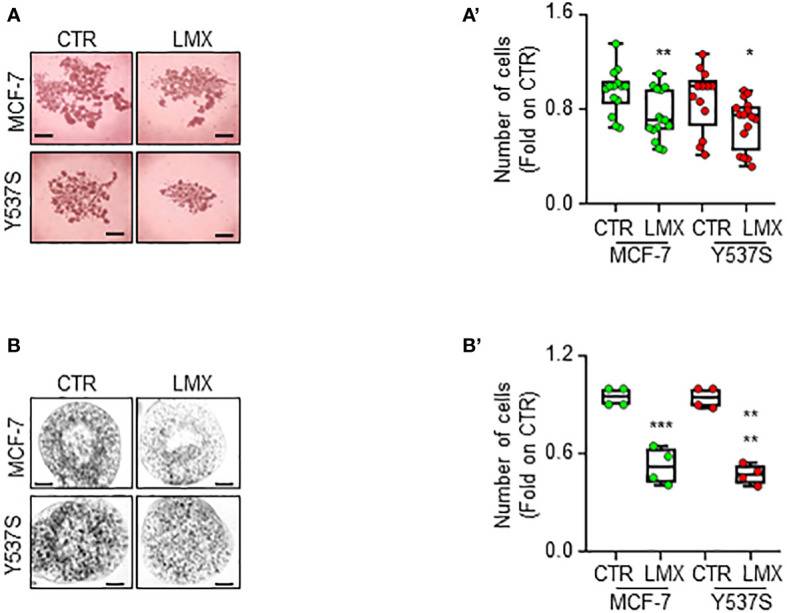 A
CTR LMX
MCF-7
Y537S
A’
Number of cells
(Fold on CTR)
1.6
0.8
0.0
** *
CTR LMX CTR LMX
MCF-7 Y537S
B
CTR LMX
MCF-7
Y537S
B’
Number of cells
(Fold on CTR)
1.2
0.6
0.0
**
*** **
CTR LMX CTR LMX
MCF-7 Y537S